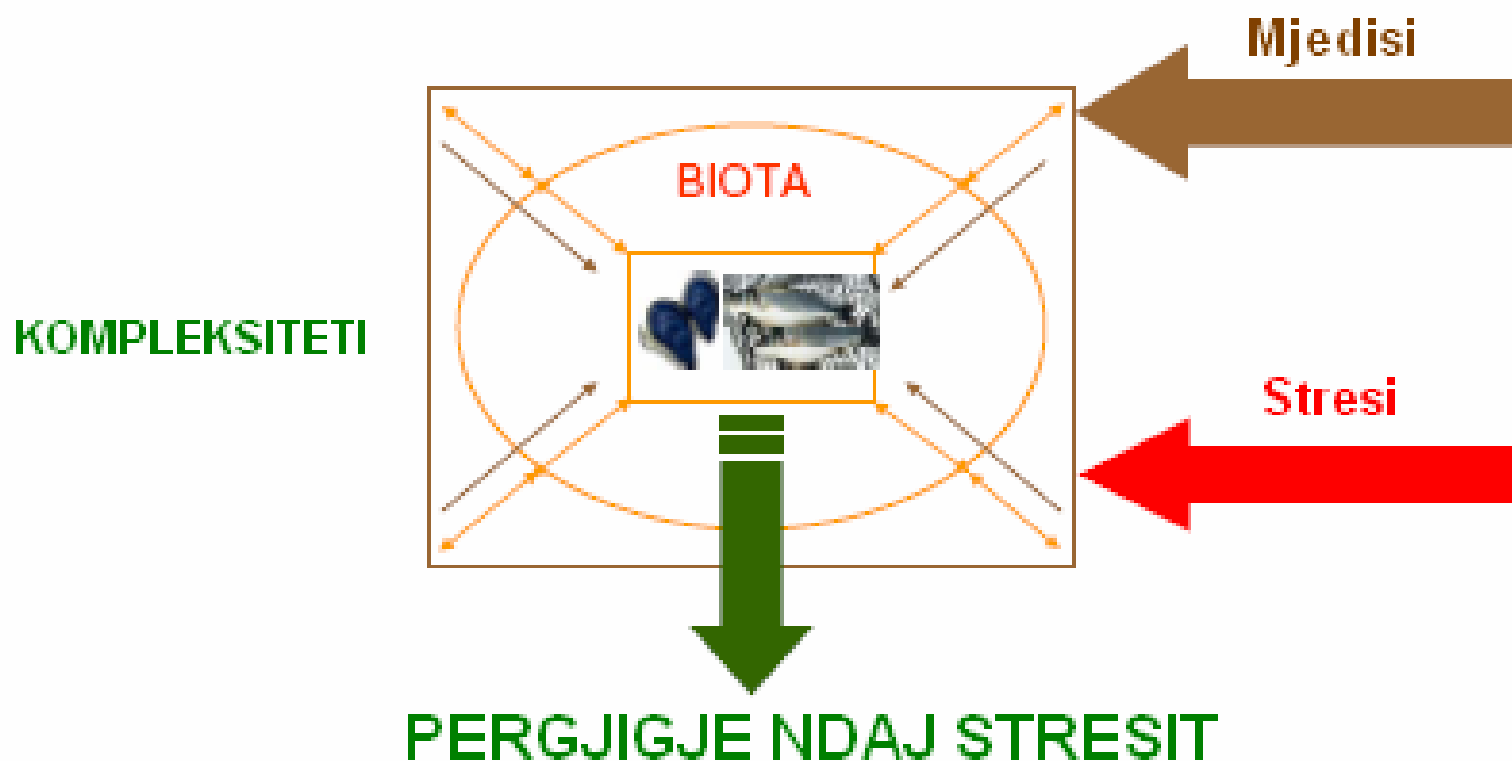 Mjedisi
BIOTA
KOMPLEKSITETI
Stresi
PERGJIGJE NDAJ STRESIT